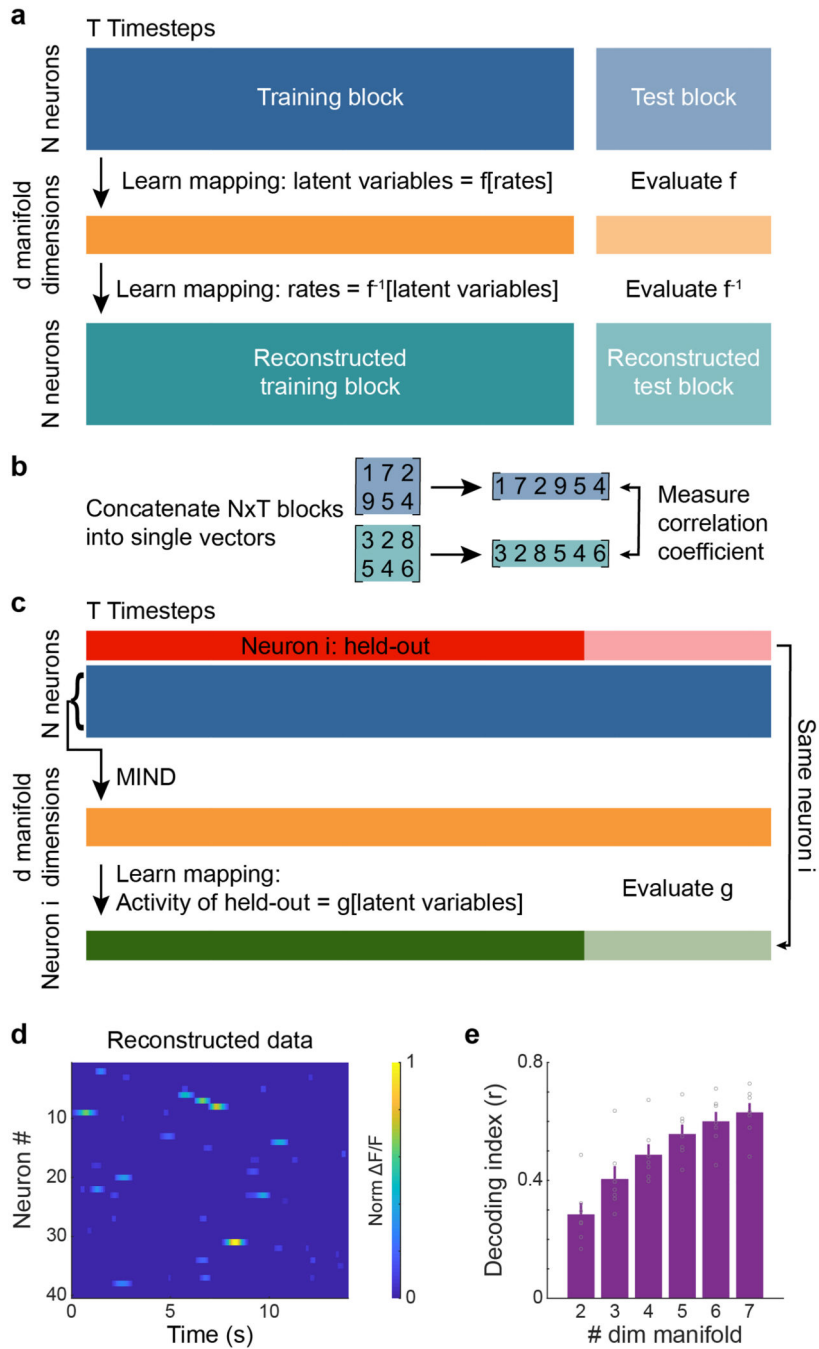 a
T Timesteps
N neurons
Training block
Test block
Learn mapping: latent variables = f[rates]
Evaluate f
d manifold
dimensions
Learn mapping: rates = f⁻¹[latent variables]
Evaluate f⁻¹
N neurons
Reconstructed
training block
Reconstructed
test block
b
Concatenate NxT blocks
into single vectors
1 7 2
9 5 4
1 7 2 9 5 4
3 2 8
5 4 6
3 2 8 5 4 6
Measure
correlation
coefficient
c
T Timesteps
N neurons
Neuron i: held-out
{
MIND
d manifold
dimensions
Learn mapping:
Activity of held-out = g[latent variables]
Evaluate g
Neuron i
Same neuron i
d
Reconstructed data
Neuron #
10
20
30
40
0
5
10
Time (s)
Norm ΔF/F
1
0
e
Decoding index (r)
0.8
0.4
0
2 3 4 5 6 7
# dim manifold